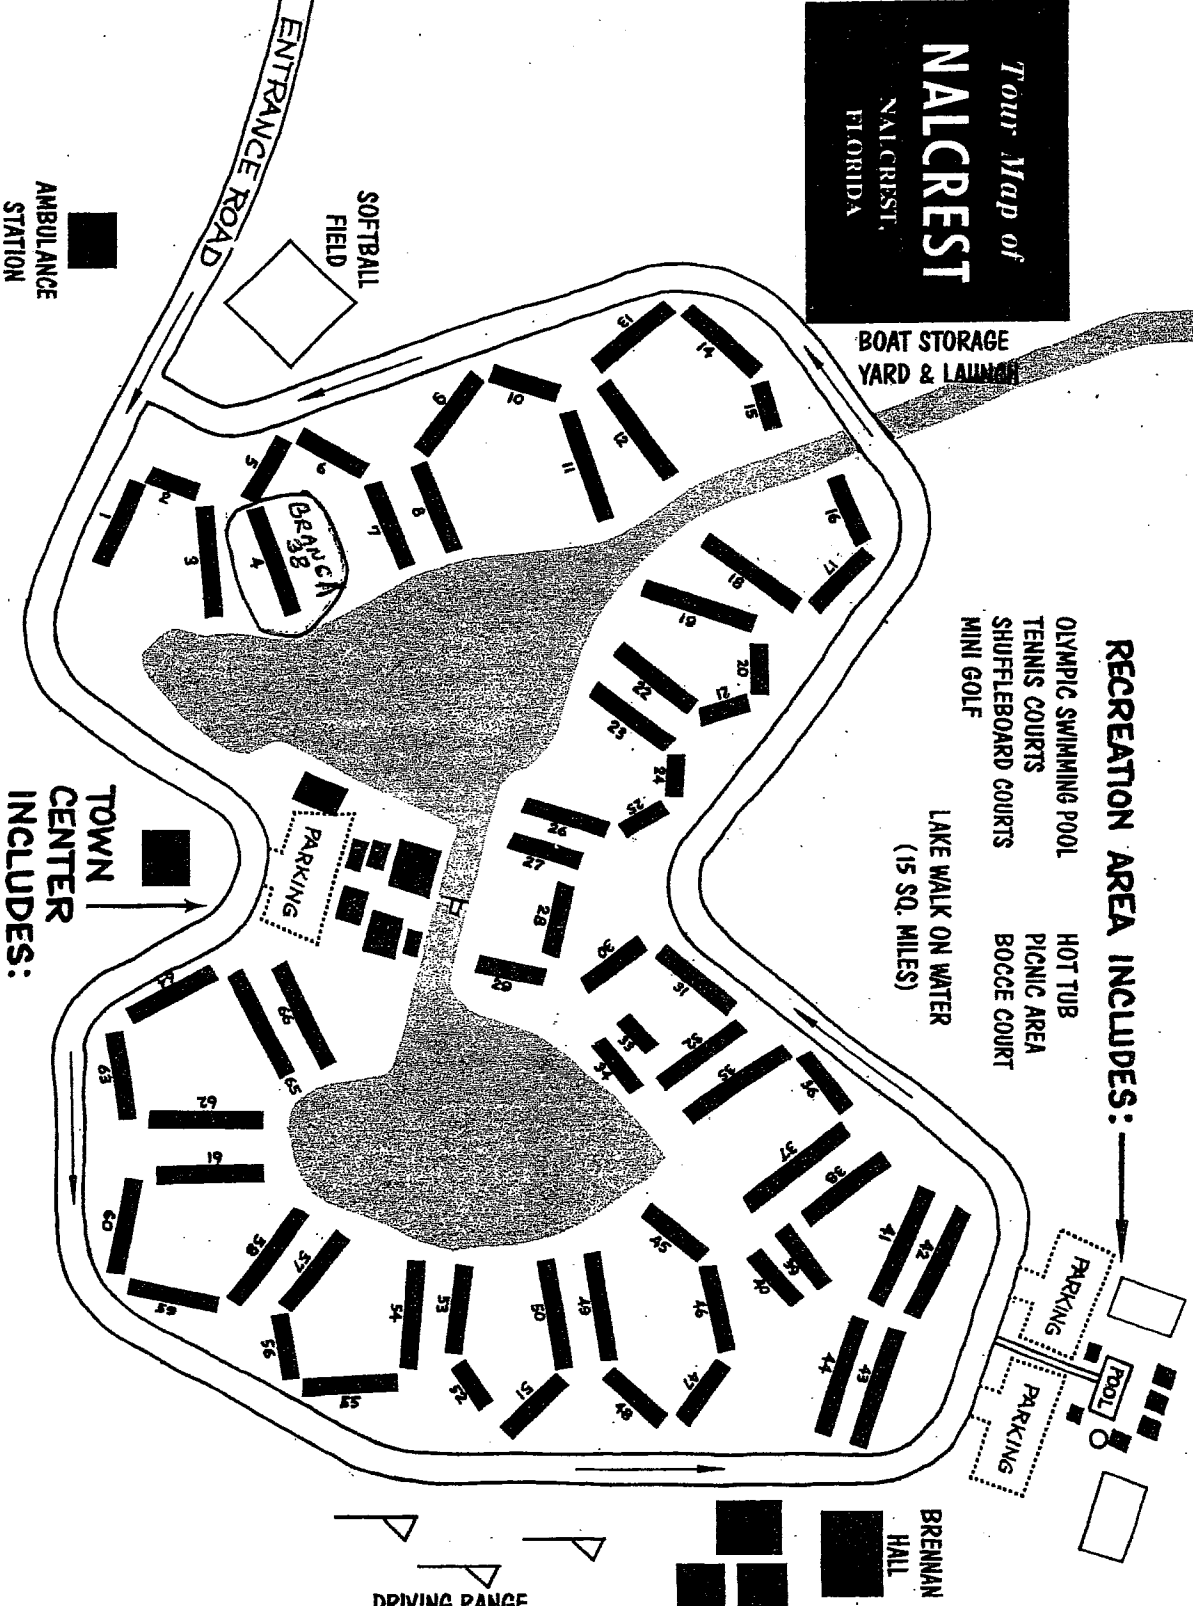 Tour Map of
NALCREST
NALCREST,
FLORIDA
BOAT STORAGE
YARD & LAUNCH
ENTRANCE ROAD
SOFTBALL
FIELD
AMBULANCE
STATION
RECREATION AREA INCLUDES:
OLYMPIC SWIMMING POOL
TENNIS COURTS
SHUFFLEBOARD COURTS
MINI GOLF
HOT TUB
PICNIC AREA
BOCCE COURT
LAKE WALK ON WATER
(15 SQ. MILES)
TOWN
CENTER
INCLUDES:
PARKING
PARKING
PARKING
POOL
BRENNAN
HALL
DRIVING RANGE
BRANCH
38
1
2
3
4
5
6
7
8
9
10
11
12
13
14
15
16
17
18
19
20
21
22
23
24
25
26
27
28
29
30
31
32
33
34
35
36
37
38
39
40
41
42
43
44
45
46
47
48
49
50
51
52
53
54
55
56
57
58
59
60
61
62
63
64
65
66